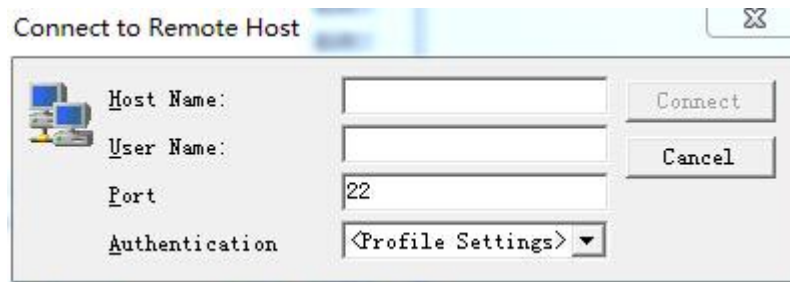 Connect to Remote Host
Host Name:
Connect
User Name:
Cancel
Port
22
Authentication
<Profile Settings>